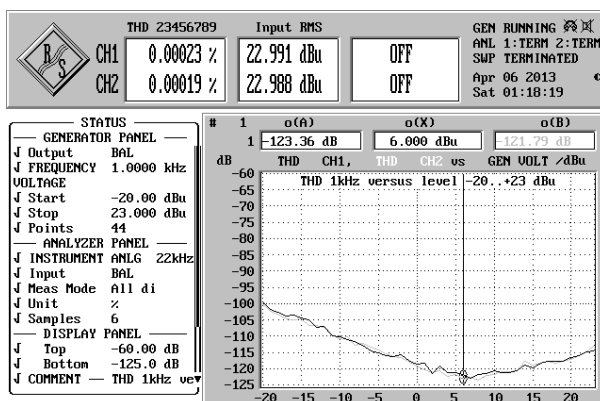 THD 23456789 Input RMS
R/S
CH1 0.00023 % 22.991 dBu OFF
CH2 0.00019 % 22.988 dBu OFF
GEN RUNNING
ANL 1:TERM 2:TERM
SWP TERMINATED
Apr 06 2013
Sat 01:18:19
STATUS
GENERATOR PANEL
Output BAL
FREQUENCY 1.0000 kHz
VOLTAGE
Start -20.00 dBu
Stop 23.000 dBu
Points 44
ANALYZER PANEL
INSTRUMENT ANLG 22kHz
Input BAL
Meas Mode All di
Unit %
Samples 6
DISPLAY PANEL
Top -60.00 dB
Bottom -125.0 dB
COMMENT — THD 1kHz ve
# 1 o(A) o(X) o(B)
1 -123.36 dB 6.000 dBu -121.79 dB
dB THD CH1, THD CH2 vs GEN VOLT /dBu
THD 1kHz versus level -20..+23 dBu
-60
-65
-70
-75
-80
-85
-90
-95
-100
-105
-110
-115
-120
-125
-20 -15 -10 -5 0 5 10 15 20